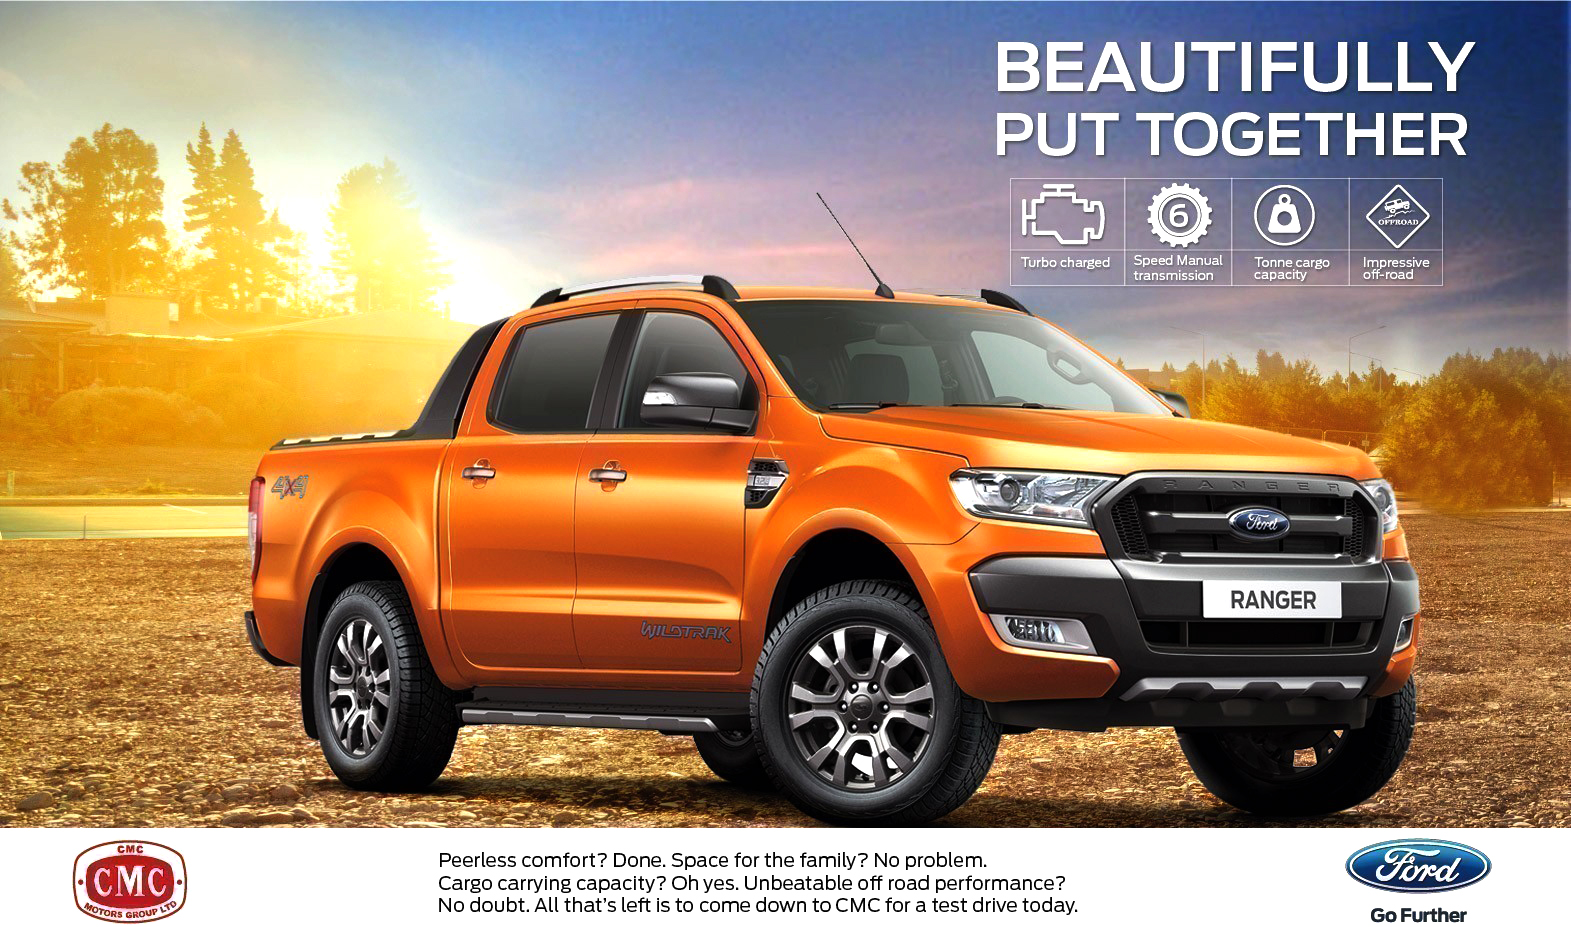 BEAUTIFULLY
PUT TOGETHER
6
OFFROAD
Turbo charged
Speed Manual
transmission
Tonne cargo
capacity
Impressive
off-road
4x4
3.2
WILDTRAK
RANGER
Ford
RANGER
CMC
CMC
MOTORS GROUP LTD
Peerless comfort? Done. Space for the family? No problem.
Cargo carrying capacity? Oh yes. Unbeatable off road performance?
No doubt. All that's left is to come down to CMC for a test drive today.
Ford
Go Further